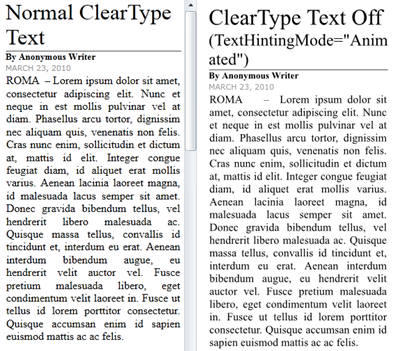 Normal ClearType
Text
By Anonymous Writer
MARCH 23, 2010
ROMA – Lorem ipsum dolor sit amet,
consectetur adipiscing elit. Nunc et
neque in est mollis pulvinar vel at
diam. Phasellus arcu tortor, dignissim
nec aliquam quis, venenatis non felis.
Cras nunc enim, sollicitudin et dictum
at, mattis id elit. Integer congue
feugiat diam, id aliquet erat mollis
varius. Aenean lacinia laoreet magna,
id malesuada lacus semper sit amet.
Donec gravida bibendum tellus, vel
hendrerit libero malesuada ac.
Quisque massa tellus, convallis id
tincidunt et, interdum eu erat. Aenean
interdum bibendum augue, eu
hendrerit velit auctor vel. Fusce
pretium malesuada libero, eget
condimentum velit laoreet in. Fusce ut
tellus id lorem porttitor consectetur.
Quisque accumsan enim id sapien
euismod mattis ac ac felis.
ClearType Text Off
(TextHintingMode="Anim
ated")
By Anonymous Writer
MARCH 23, 2010
ROMA – Lorem ipsum dolor sit
amet, consectetur adipiscing elit. Nunc
et neque in est mollis pulvinar vel at
diam. Phasellus arcu tortor, dignissim
nec aliquam quis, venenatis non felis.
Cras nunc enim, sollicitudin et dictum
at, mattis id elit. Integer congue feugiat
diam, id aliquet erat mollis varius.
Aenean lacinia laoreet magna, id
malesuada lacus semper sit amet.
Donec gravida bibendum tellus, vel
hendrerit libero malesuada ac. Quisque
massa tellus, convallis id tincidunt et,
interdum eu erat. Aenean interdum
bibendum augue, eu hendrerit velit
auctor vel. Fusce pretium malesuada
libero, eget condimentum velit laoreet
in. Fusce ut tellus id lorem porttitor
consectetur. Quisque accumsan enim id
sapien euismod mattis ac ac felis.